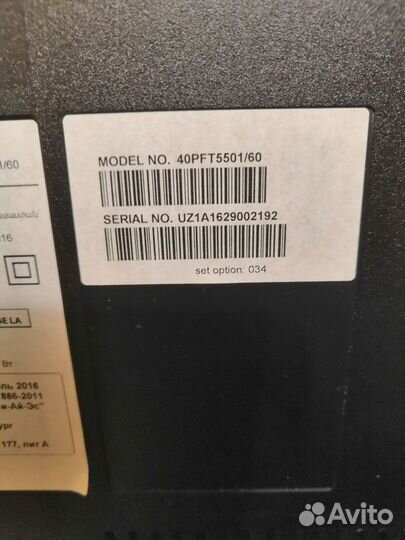 MODEL NO. 40PFT5501/60
SERIAL NO. UZ1A1629002192
set option: 034
/60
16
SE LA
Вт
ль 2016
886-2011
и-Ай-Эс"
ург
177, лит А
Avito